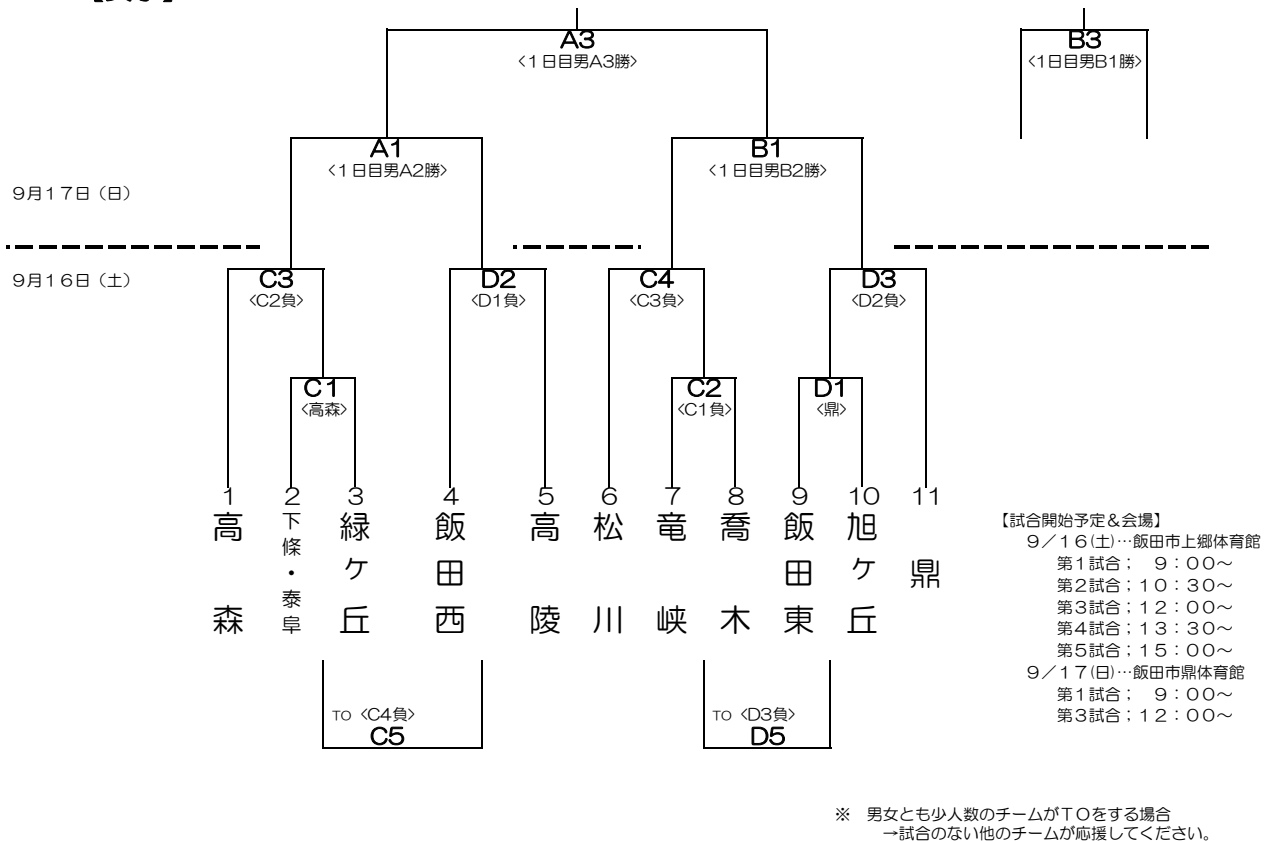 A3
<1日目男A3勝>
B3
<1日目男B1勝>
A1
<1日目男A2勝>
B1
<1日目男B2勝>
9月17日（日）
9月16日（土）
C3
<C2負>
D2
<D1負>
C4
<C3負>
D3
<D2負>
C1
<高森>
C2
<C1負>
D1
<鼎>
1 高森
2 下條・泰阜
3 緑ヶ丘
4 飯田西
5 高陵
6 松川
7 竜峡
8 喬木
9 飯田東
10 旭ヶ丘
11 鼎
【試合開始予定＆会場】
9／16(土)…飯田市上郷体育館
第1試合； 9：00～
第2試合；10：30～
第3試合；12：00～
第4試合；13：30～
第5試合；15：00～
9／17(日)…飯田市鼎体育館
第1試合； 9：00～
第3試合；12：00～
TO <C4負>
C5
TO <D3負>
D5
※ 男女とも少人数のチームがTOをする場合
→試合のない他のチームが応援してください。